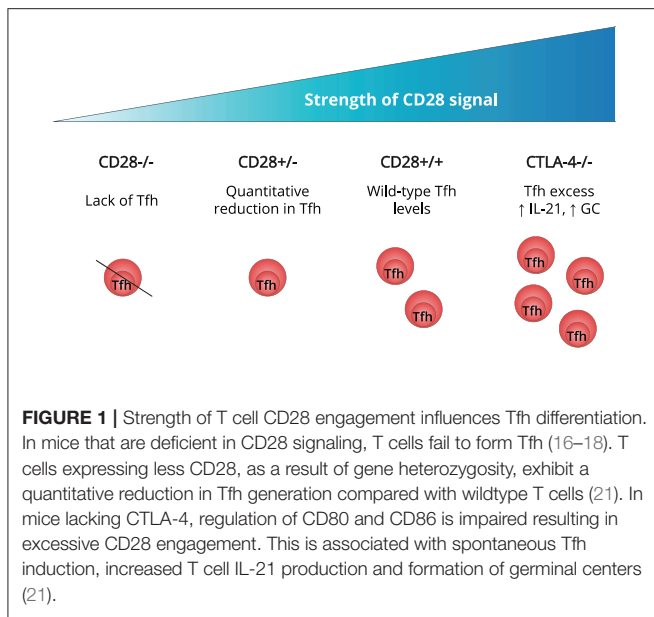 Strength of CD28 signal
CD28-/- CD28+/- CD28+/+ CTLA-4-/-
Lack of Tfh Quantitative reduction in Tfh Wild-type Tfh levels Tfh excess ↑ IL-21, ↑ GC
Tfh Tfh Tfh Tfh Tfh Tfh Tfh Tfh
FIGURE 1 | Strength of T cell CD28 engagement influences Tfh differentiation.
In mice that are deficient in CD28 signaling, T cells fail to form Tfh (16–18). T
cells expressing less CD28, as a result of gene heterozygosity, exhibit a
quantitative reduction in Tfh generation compared with wildtype T cells (21). In
mice lacking CTLA-4, regulation of CD80 and CD86 is impaired resulting in
excessive CD28 engagement. This is associated with spontaneous Tfh
induction, increased T cell IL-21 production and formation of germinal centers
(21).